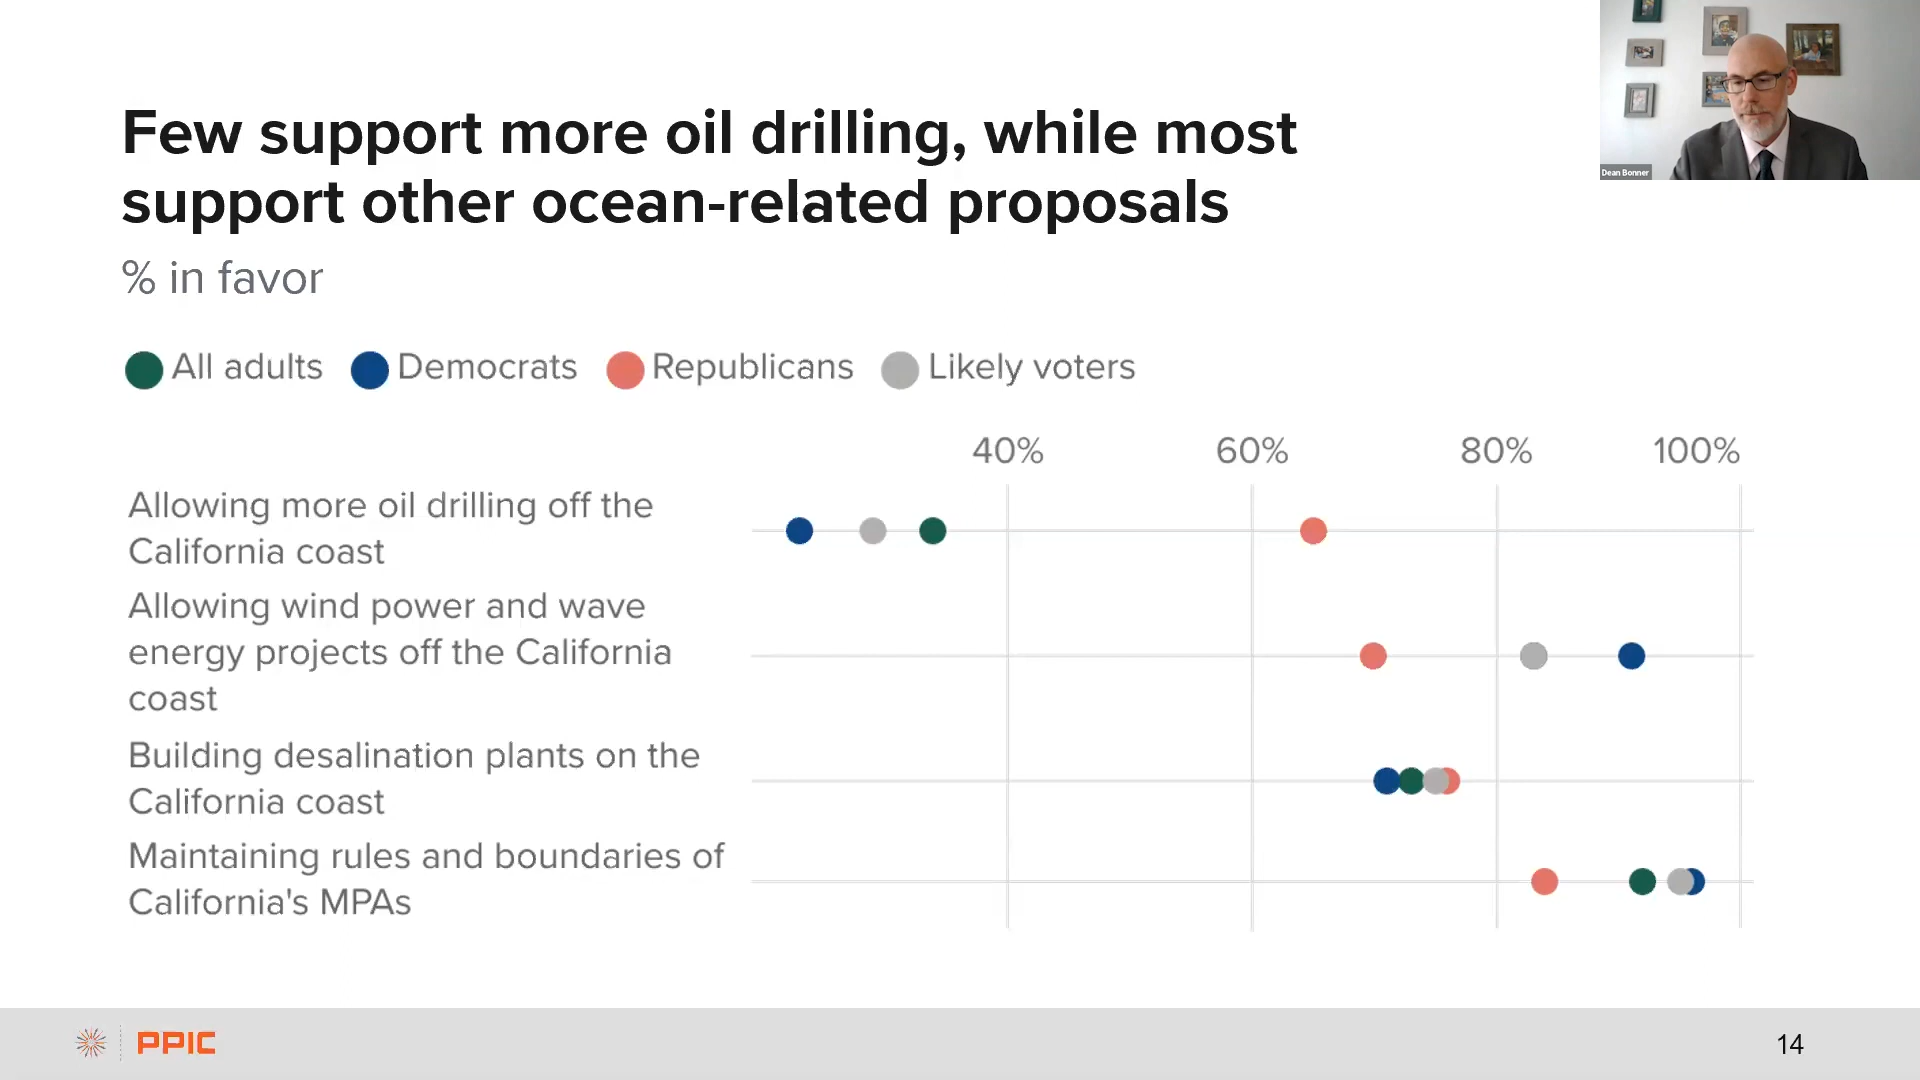 Dean Bonner
Few support more oil drilling, while most
support other ocean-related proposals
% in favor
All adults Democrats Republicans Likely voters
40% 60% 80% 100%
Allowing more oil drilling off the
California coast
Allowing wind power and wave
energy projects off the California
coast
Building desalination plants on the
California coast
Maintaining rules and boundaries of
California's MPAs
PPIC
14